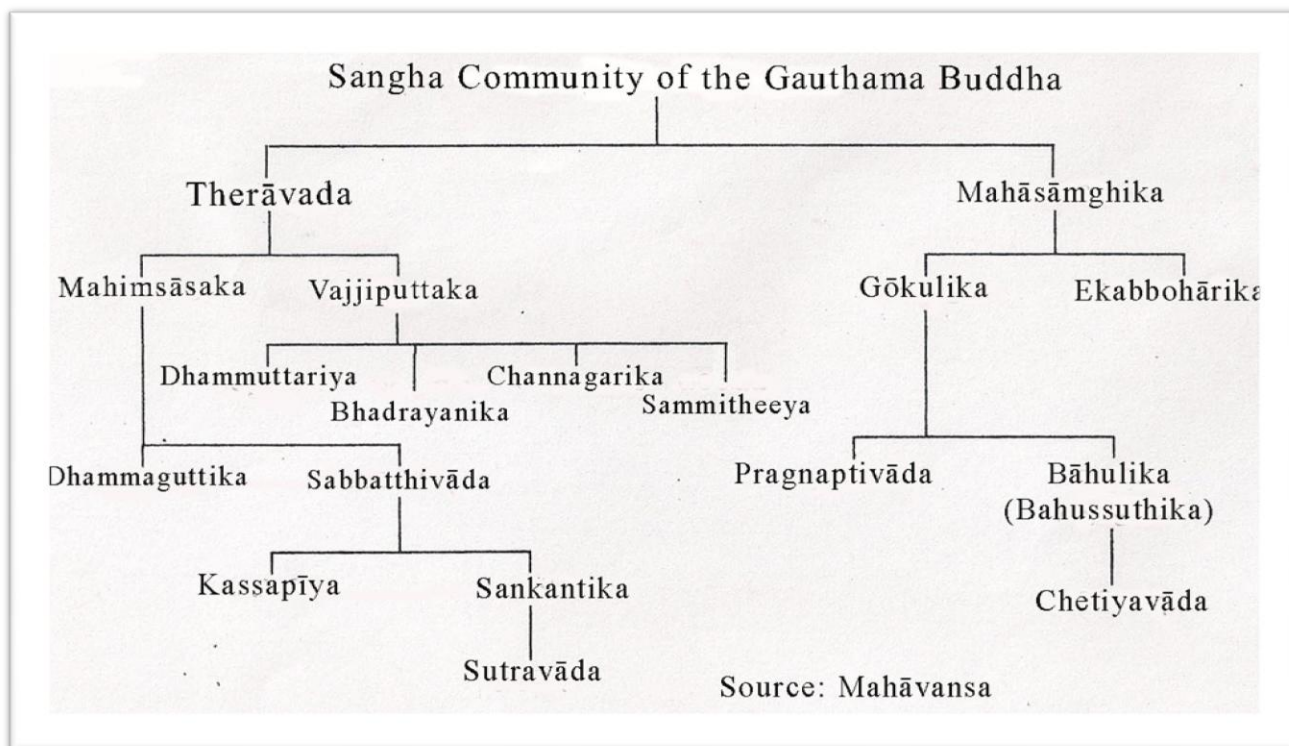 Sangha Community of the Gauthama Buddha
Therāvada
Mahāsāmghika
Mahimsāsaka
Vajjiputtaka
Gōkulika
Ekabbohārika
Dhammuttariya
Bhadrayanika
Channagarika
Sammitheeya
Dhammaguttika
Sabbatthivāda
Pragnaptivāda
Bāhulika
(Bahussuthika)
Kassapīya
Sankantika
Chetiyavāda
Sutravāda
Source: Mahāvansa